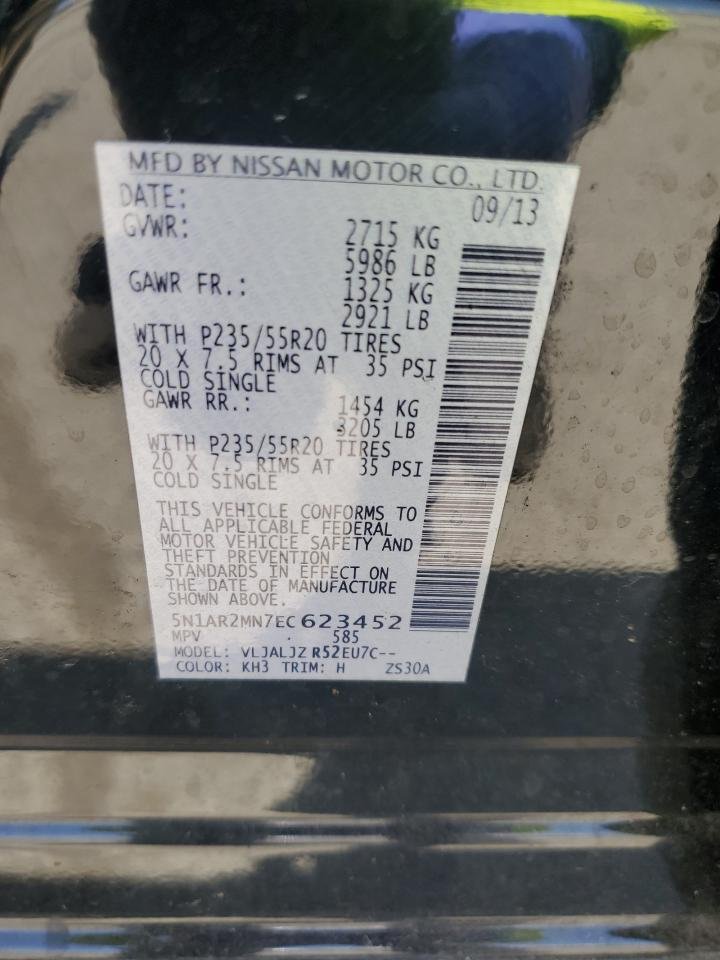 MFD BY NISSAN MOTOR CO., LTD.
DATE: 09/13
GVWR: 2715 KG
5986 LB
GAWR FR.: 1325 KG
2921 LB
WITH P235/55R20 TIRES
20 X 7.5 RIMS AT 35 PSI
COLD SINGLE
GAWR RR.: 1454 KG
3205 LB
WITH P235/55R20 TIRES
20 X 7.5 RIMS AT 35 PSI
COLD SINGLE
THIS VEHICLE CONFORMS TO
ALL APPLICABLE FEDERAL
MOTOR VEHICLE SAFETY AND
THEFT PREVENTION
STANDARDS IN EFFECT ON
THE DATE OF MANUFACTURE
SHOWN ABOVE.
5N1AR2MN7EC623452
MPV 585
MODEL: VLJALJZ R52EU7C--
COLOR: KH3 TRIM: H ZS30A